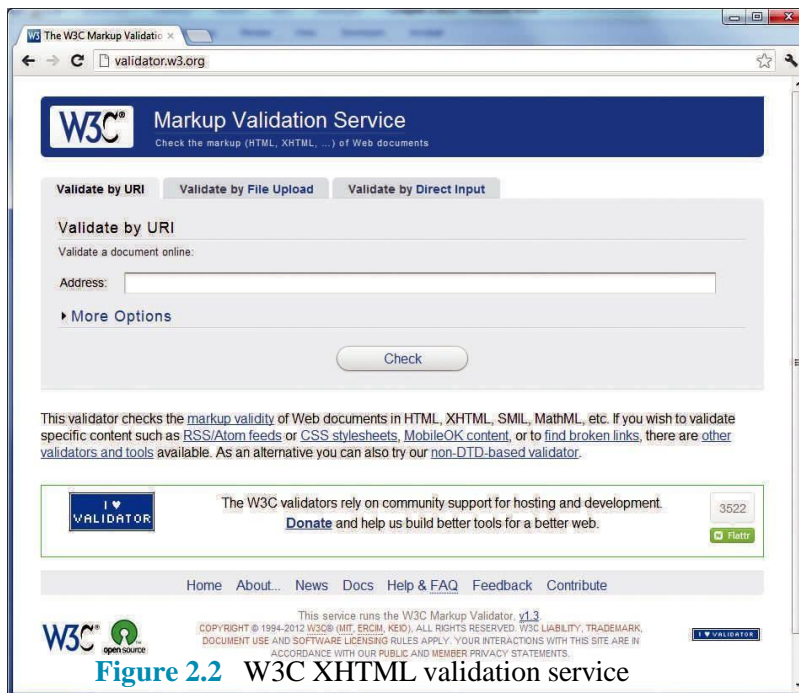 The W3C Markup Validatio
validator.w3.org
W3C® Markup Validation Service
Check the markup (HTML, XHTML, ...) of Web documents
Validate by URI Validate by File Upload Validate by Direct Input
Validate by URI
Validate a document online:
Address:
More Options
Check
This validator checks the markup validity of Web documents in HTML, XHTML, SMIL, MathML, etc. If you wish to validate
specific content such as RSS/Atom feeds or CSS stylesheets, MobileOK content, or to find broken links, there are other
validators and tools available. As an alternative you can also try our non-DTD-based validator.
I ♥
VALIDATOR
The W3C validators rely on community support for hosting and development.
Donate and help us build better tools for a better web.
3522
Flattr
Home About... News Docs Help & FAQ Feedback Contribute
W3C® open source
This service runs the W3C Markup Validator, v1.3.
COPYRIGHT © 1994-2012 W3C® (MIT, ERCIM, KEIO), ALL RIGHTS RESERVED. W3C LIABILITY, TRADEMARK,
DOCUMENT USE AND SOFTWARE LICENSING RULES APPLY. YOUR INTERACTIONS WITH THIS SITE ARE IN
ACCORDANCE WITH OUR PUBLIC AND MEMBER PRIVACY STATEMENTS.
I ♥ VALIDATOR
Figure 2.2 W3C XHTML validation service